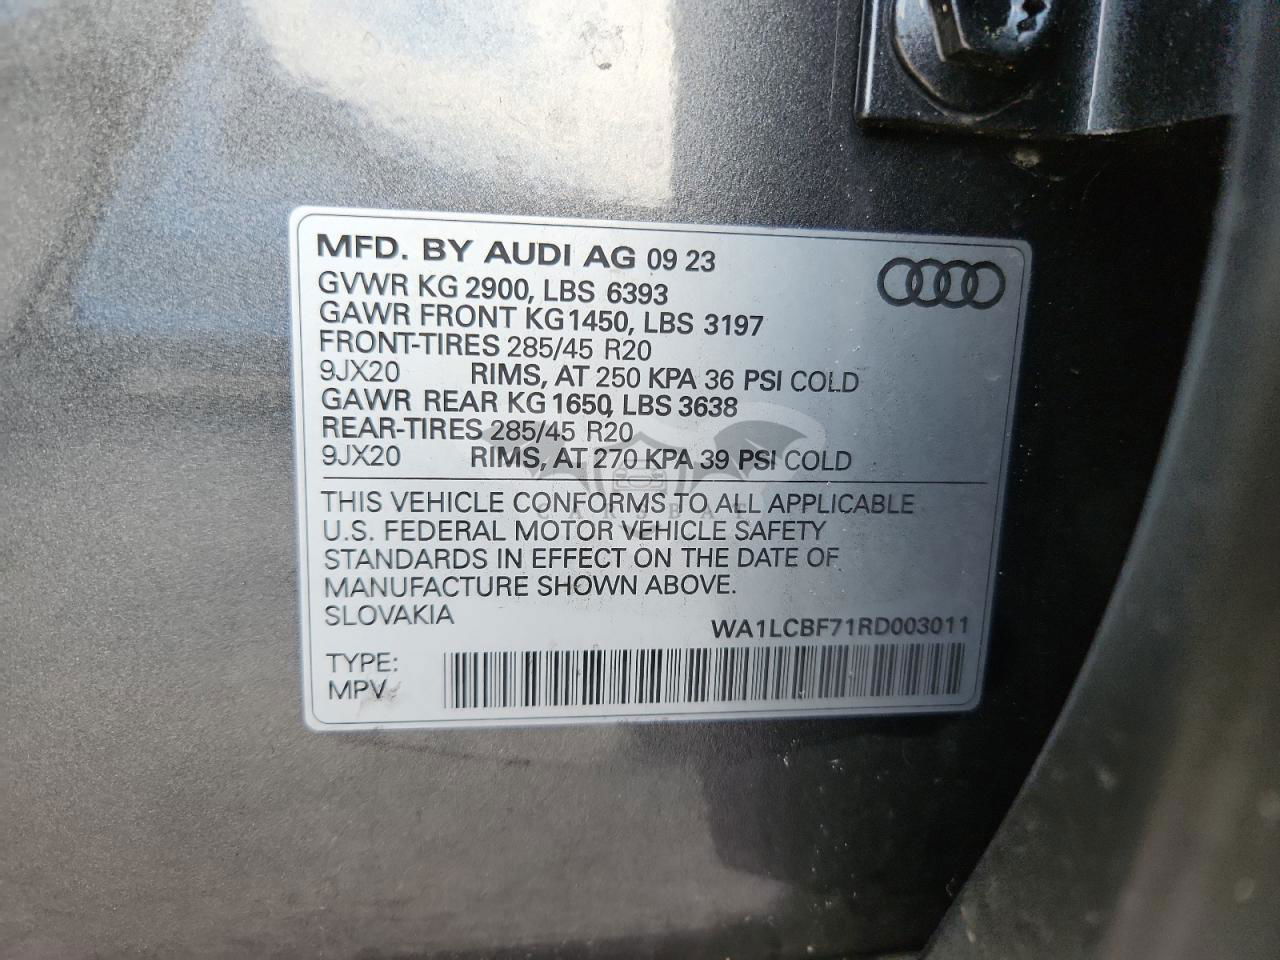 MFD. BY AUDI AG 09 23
GVWR KG 2900, LBS 6393
GAWR FRONT KG1450, LBS 3197
FRONT-TIRES 285/45 R20
9JX20 RIMS, AT 250 KPA 36 PSI COLD
GAWR REAR KG 1650, LBS 3638
REAR-TIRES 285/45 R20
9JX20 RIMS, AT 270 KPA 39 PSI COLD
THIS VEHICLE CONFORMS TO ALL APPLICABLE
U.S. FEDERAL MOTOR VEHICLE SAFETY
STANDARDS IN EFFECT ON THE DATE OF
MANUFACTURE SHOWN ABOVE.
SLOVAKIA
WA1LCBF71RD003011
TYPE:
MPV